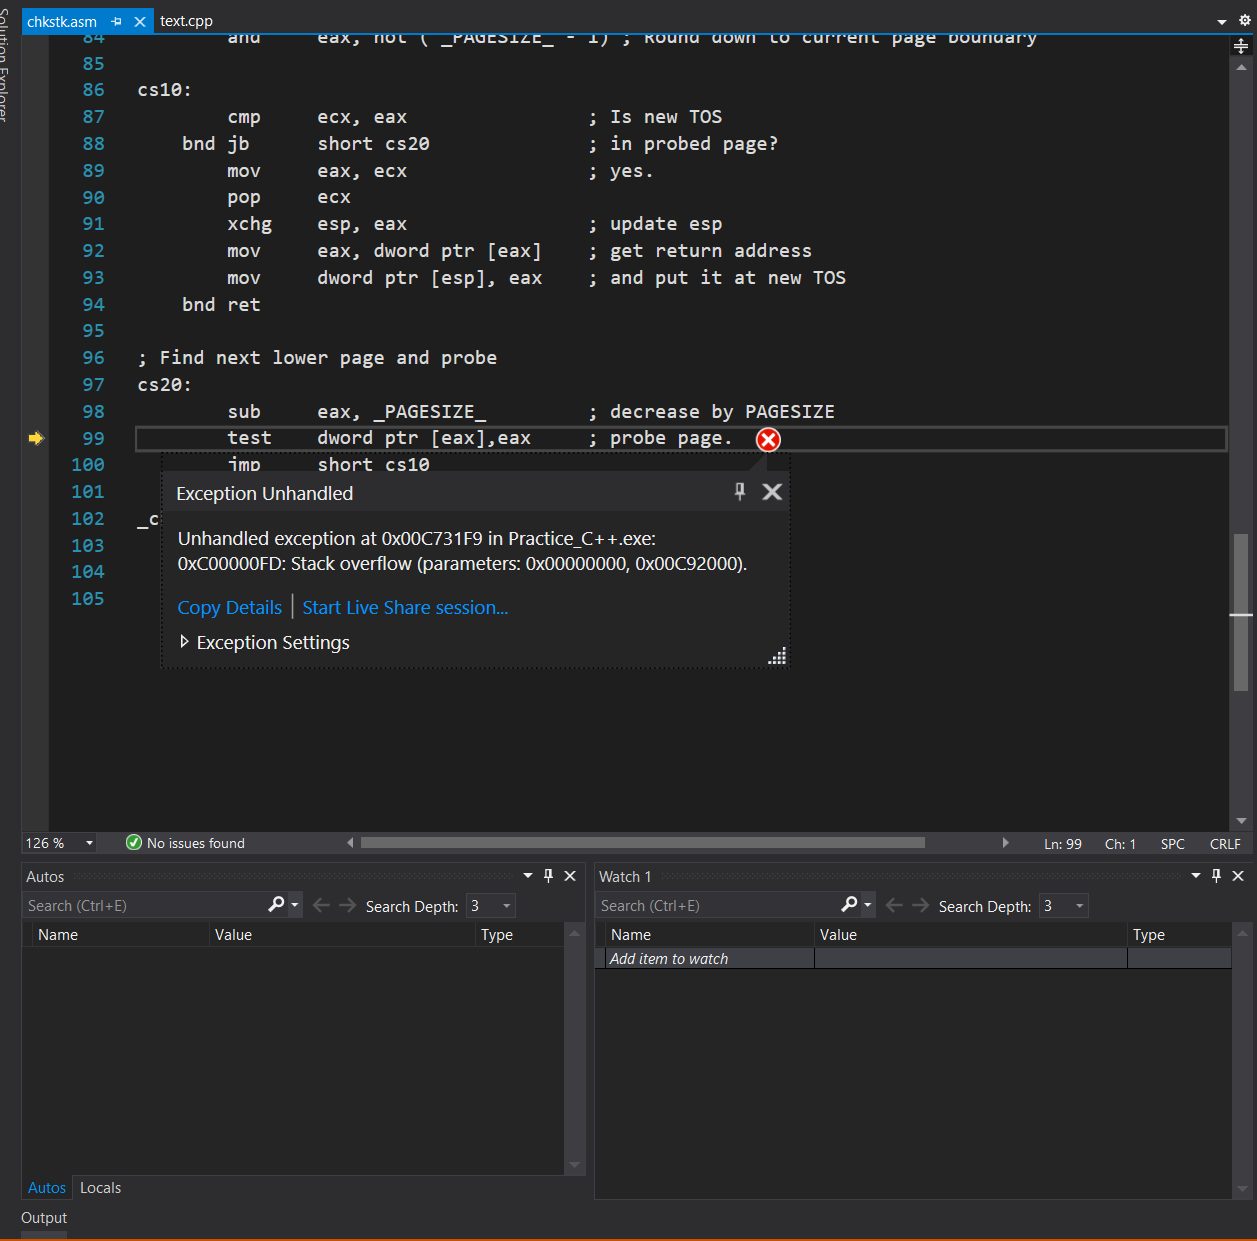 Solution Explorer
chkstk.asm text.cpp
84 and eax, not ( _PAGESIZE_ - 1) ; Round down to current page boundary
85
86 cs10:
87 cmp ecx, eax ; Is new TOS
88 bnd jb short cs20 ; in probed page?
89 mov eax, ecx ; yes.
90 pop ecx
91 xchg esp, eax ; update esp
92 mov eax, dword ptr [eax] ; get return address
93 mov dword ptr [esp], eax ; and put it at new TOS
94 bnd ret
95
96 ; Find next lower page and probe
97 cs20:
98 sub eax, _PAGESIZE_ ; decrease by PAGESIZE
99 test dword ptr [eax],eax ; probe page.
100 jmp short cs10
101
102 _c
103
104
105
Exception Unhandled
Unhandled exception at 0x00C731F9 in Practice_C++.exe:
0xC00000FD: Stack overflow (parameters: 0x00000000, 0x00C92000).
Copy Details | Start Live Share session...
Exception Settings
126 % No issues found Ln: 99 Ch: 1 SPC CRLF
Autos
Search (Ctrl+E) Search Depth: 3
Name Value Type
Autos Locals
Watch 1
Search (Ctrl+E) Search Depth: 3
Name Value Type
Add item to watch
Output